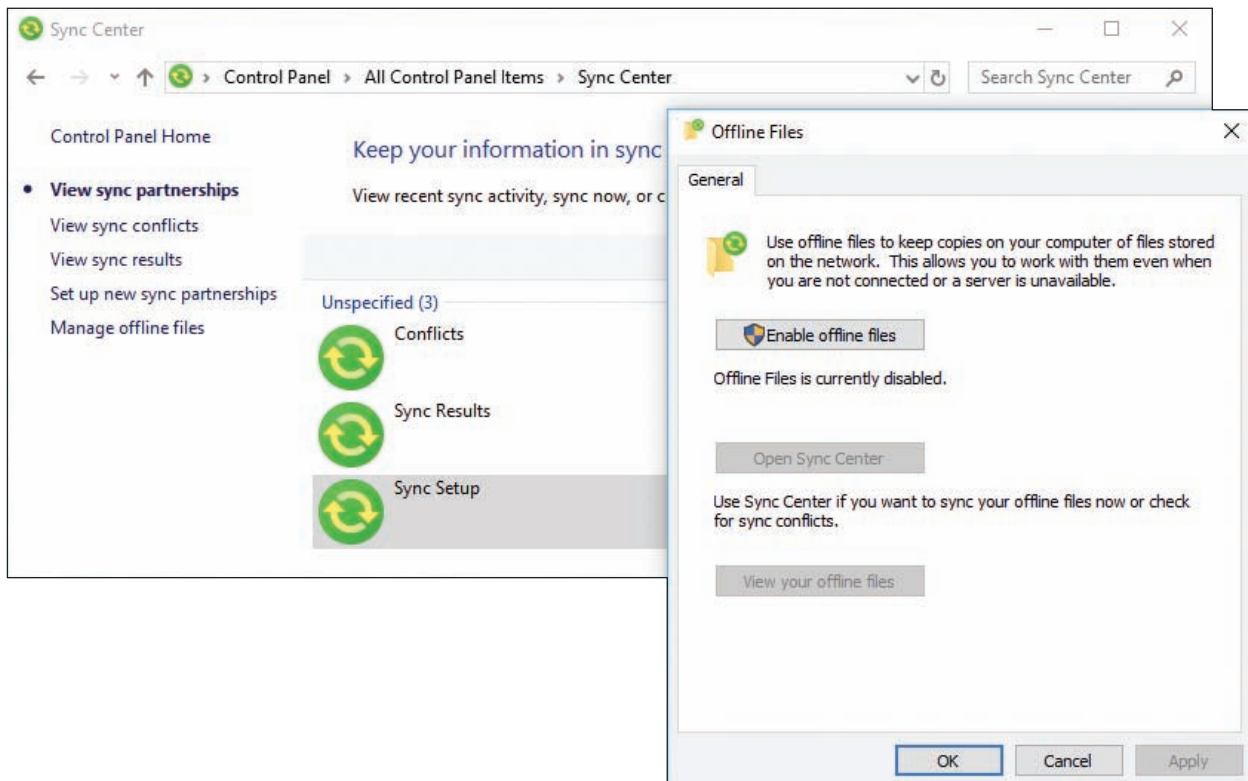 Sync Center
Control Panel > All Control Panel Items > Sync Center
Search Sync Center
Control Panel Home
View sync partnerships
View sync conflicts
View sync results
Set up new sync partnerships
Manage offline files
Keep your information in sync
View recent sync activity, sync now, or c
Unspecified (3)
Conflicts
Sync Results
Sync Setup
Offline Files
General
Use offline files to keep copies on your computer of files stored
on the network. This allows you to work with them even when
you are not connected or a server is unavailable.
Enable offline files
Offline Files is currently disabled.
Open Sync Center
Use Sync Center if you want to sync your offline files now or check
for sync conflicts.
View your offline files
OK
Cancel
Apply